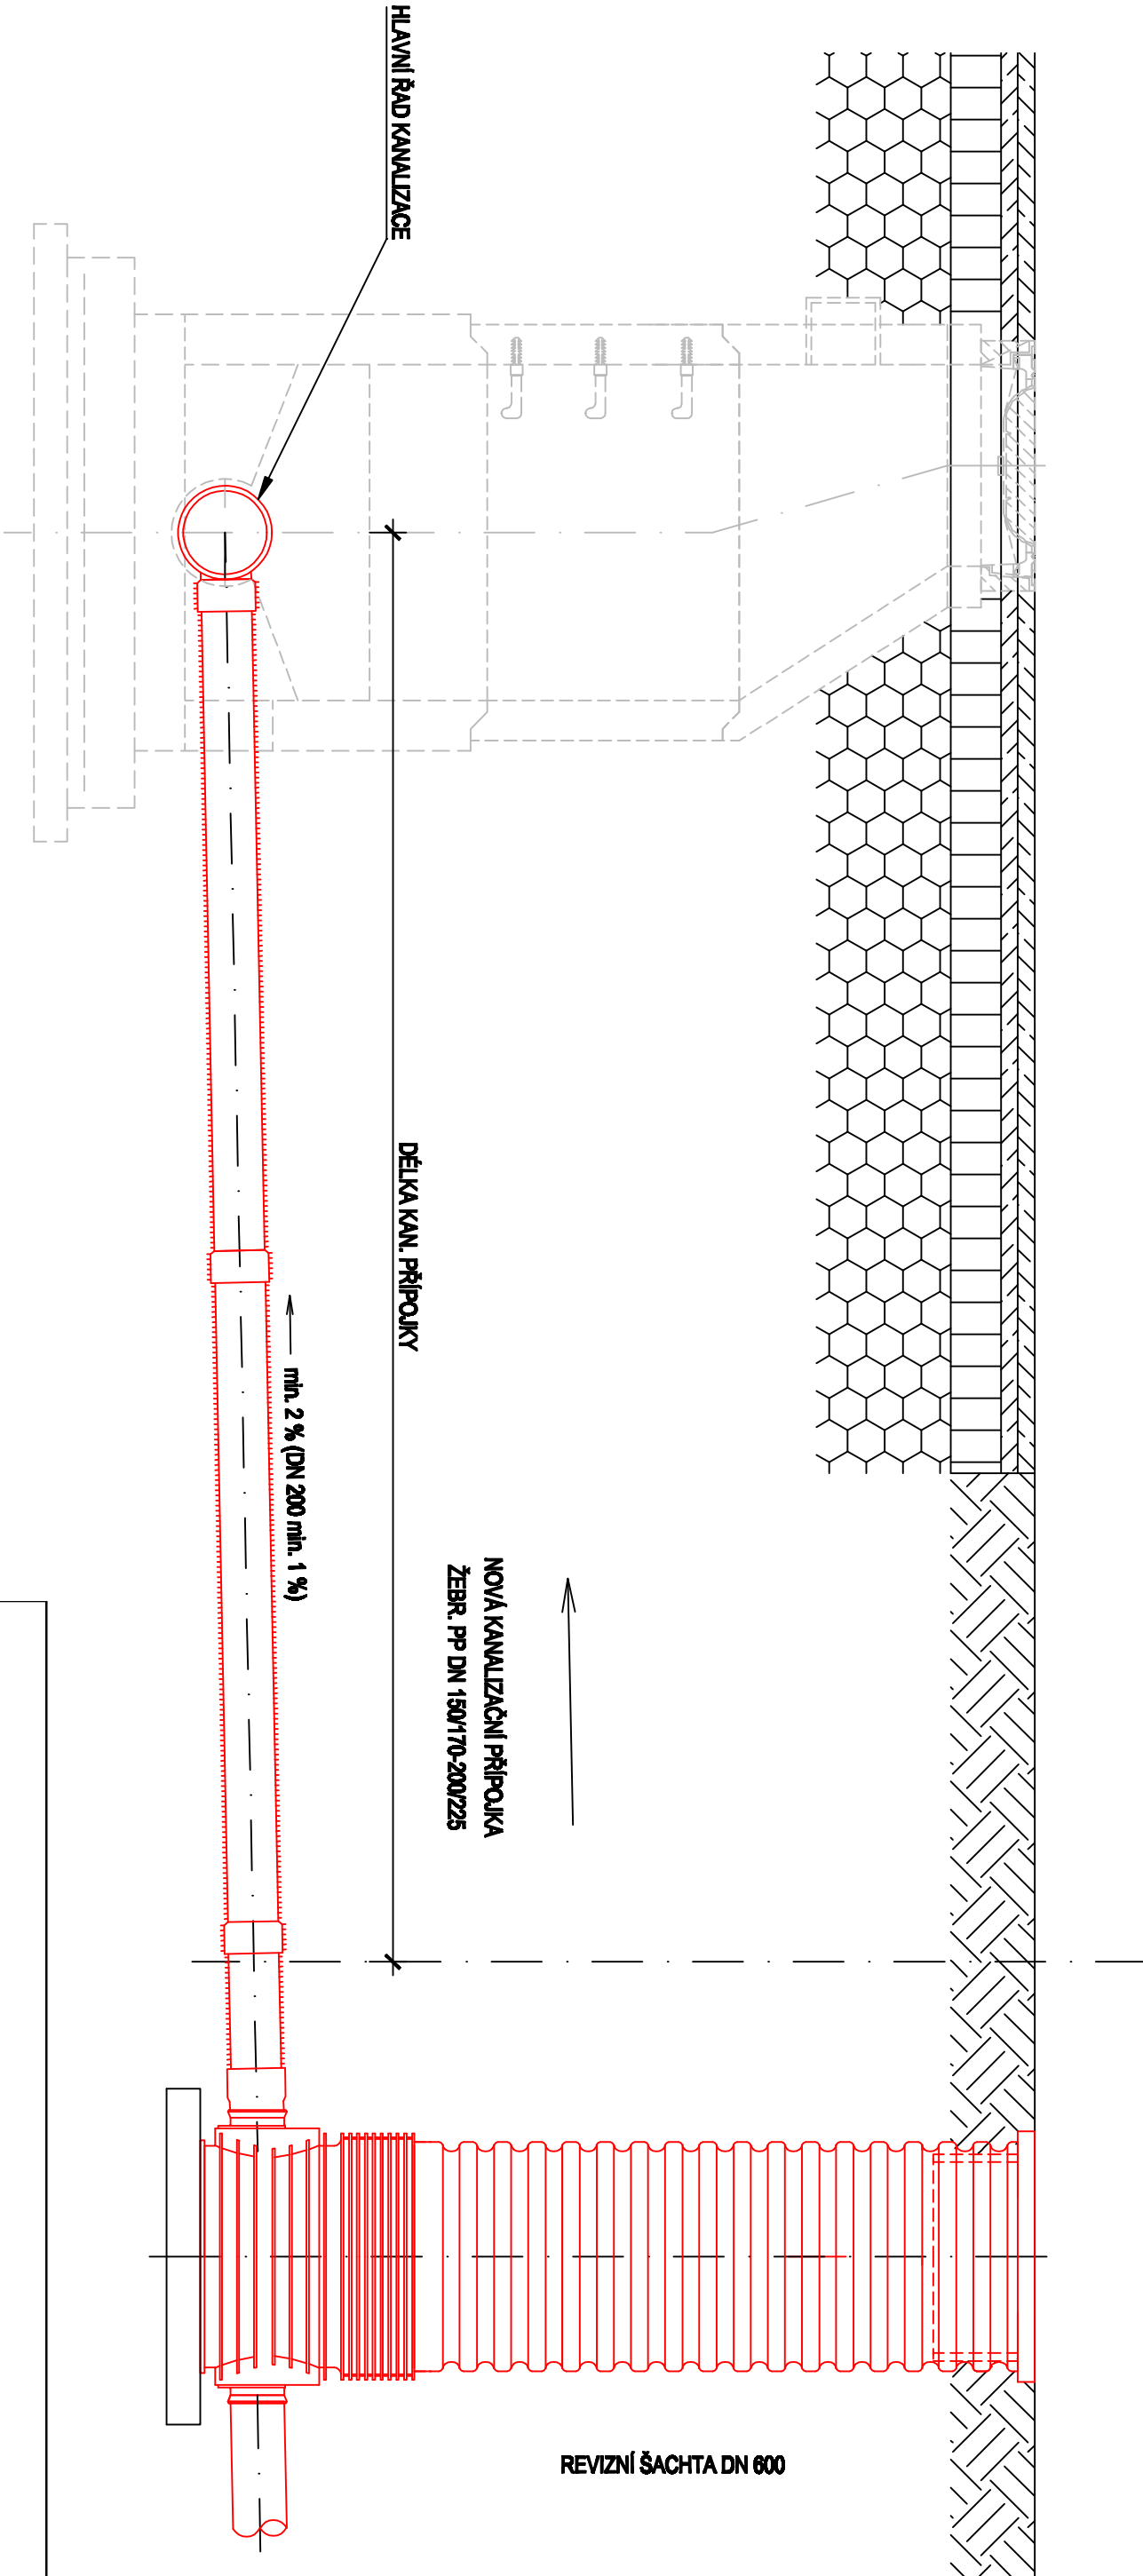 HLAVNÍ ŘAD KANALIZACE
DÉLKA KAN. PŘÍPOJKY
min. 2 % (DN 200 min. 1 %)
NOVÁ KANALIZAČNÍ PŘÍPOJKA
ŽEBR. PP DN 150/170-200/225
REVIZNÍ ŠACHTA DN 600